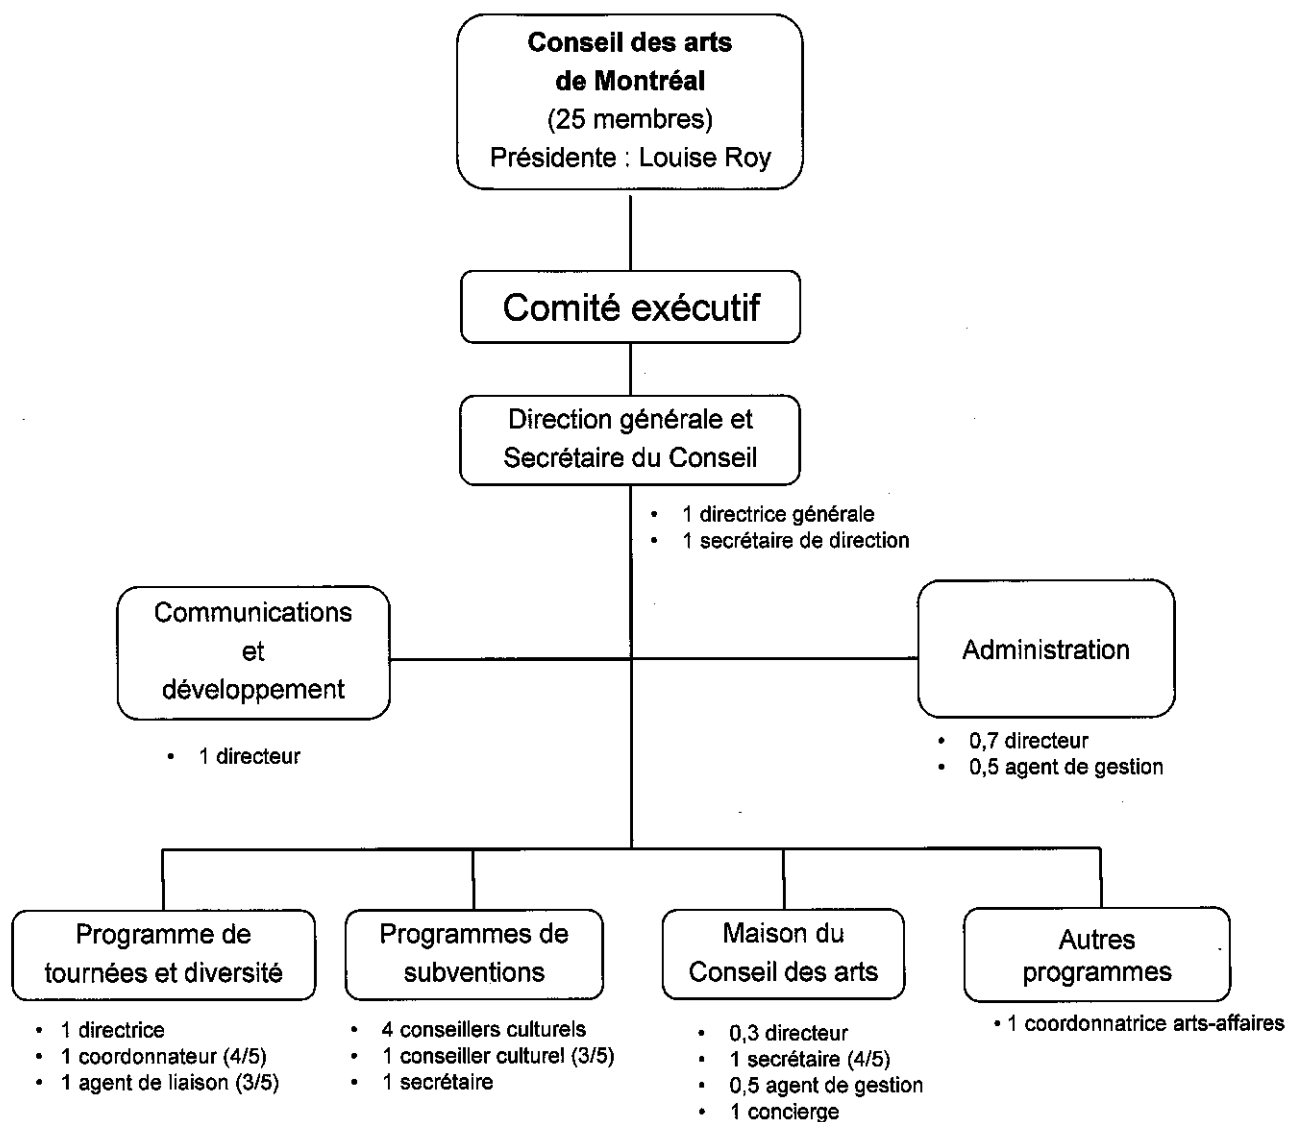 Conseil des arts
de Montréal
(25 membres)
Présidente : Louise Roy
Comité exécutif
Direction générale et
Secrétaire du Conseil
• 1 directrice générale
• 1 secrétaire de direction
Communications
et
développement
• 1 directeur
Administration
• 0,7 directeur
• 0,5 agent de gestion
Programme de
tournées et diversité
• 1 directrice
• 1 coordonnateur (4/5)
• 1 agent de liaison (3/5)
Programmes de
subventions
• 4 conseillers culturels
• 1 conseiller culturel (3/5)
• 1 secrétaire
Maison du
Conseil des arts
• 0,3 directeur
• 1 secrétaire (4/5)
• 0,5 agent de gestion
• 1 concierge
Autres
programmes
• 1 coordonnatrice arts-affaires